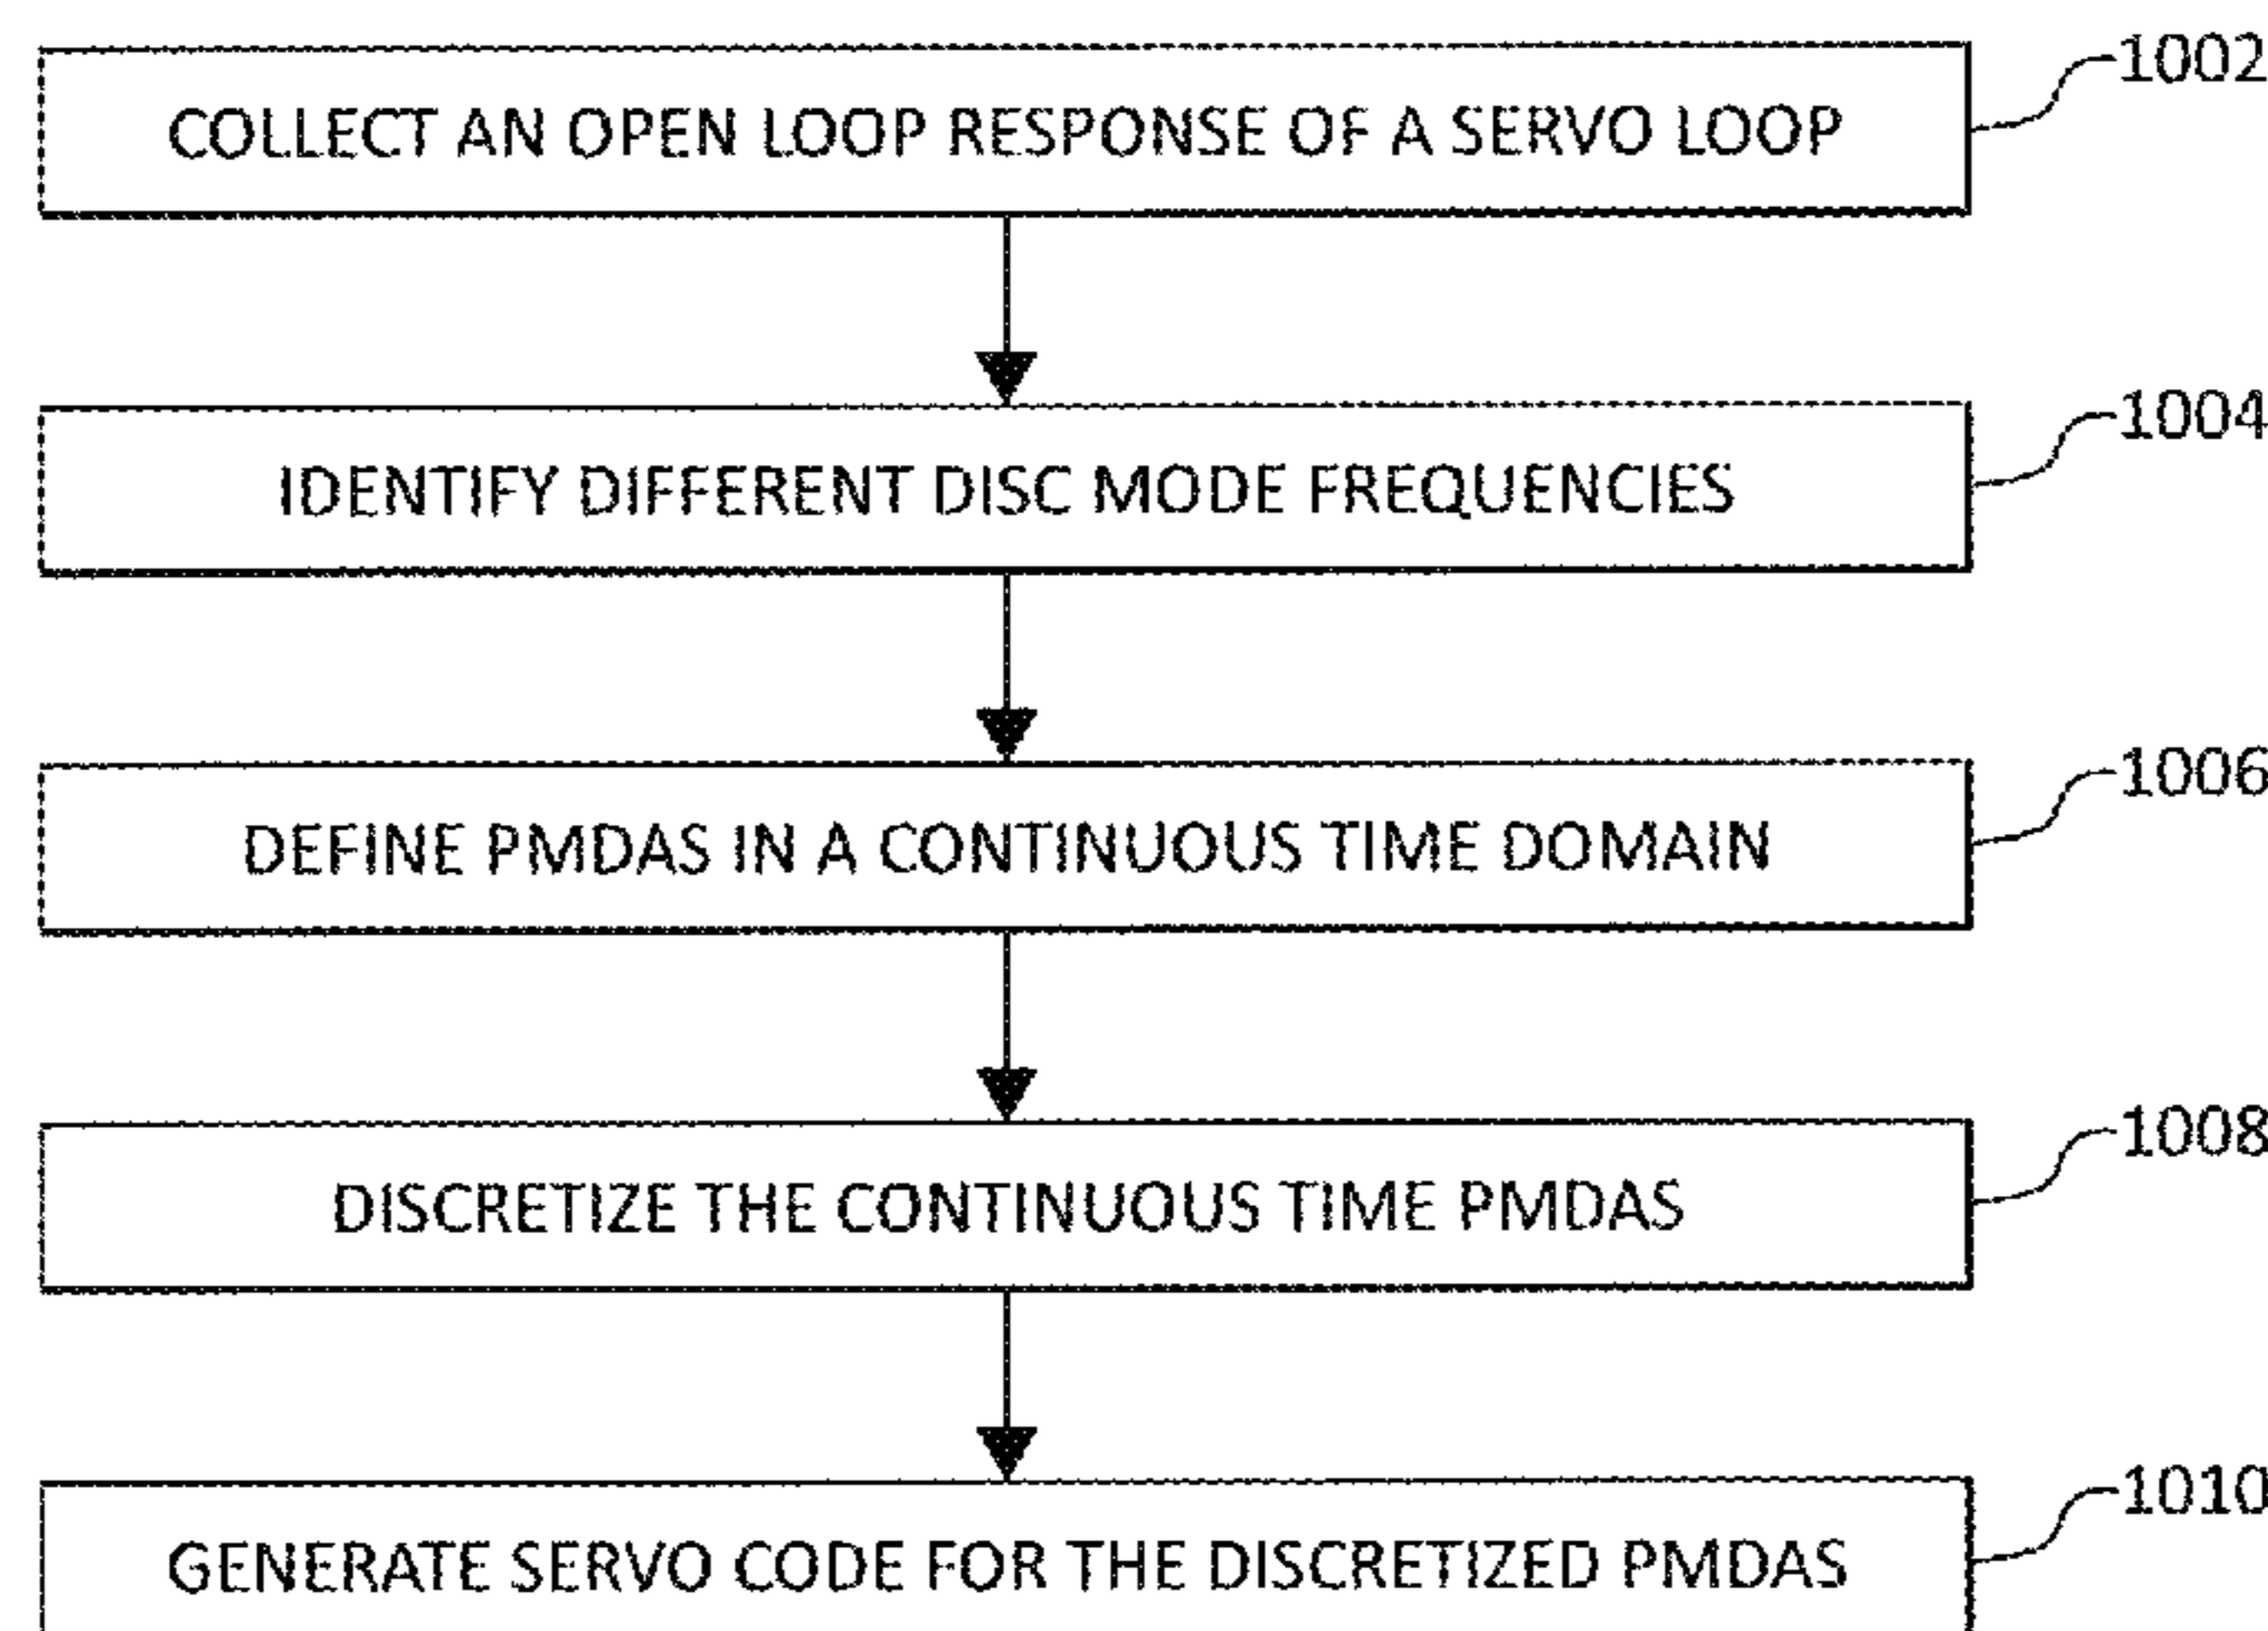 COLLECT AN OPEN LOOP RESPONSE OF A SERVO LOOP
1002
IDENTIFY DIFFERENT DISC MODE FREQUENCIES
1004
DEFINE PMDAS IN A CONTINUOUS TIME DOMAIN
1006
DISCRETIZE THE CONTINUOUS TIME PMDAS
1008
GENERATE SERVO CODE FOR THE DISCRETIZED PMDAS
1010